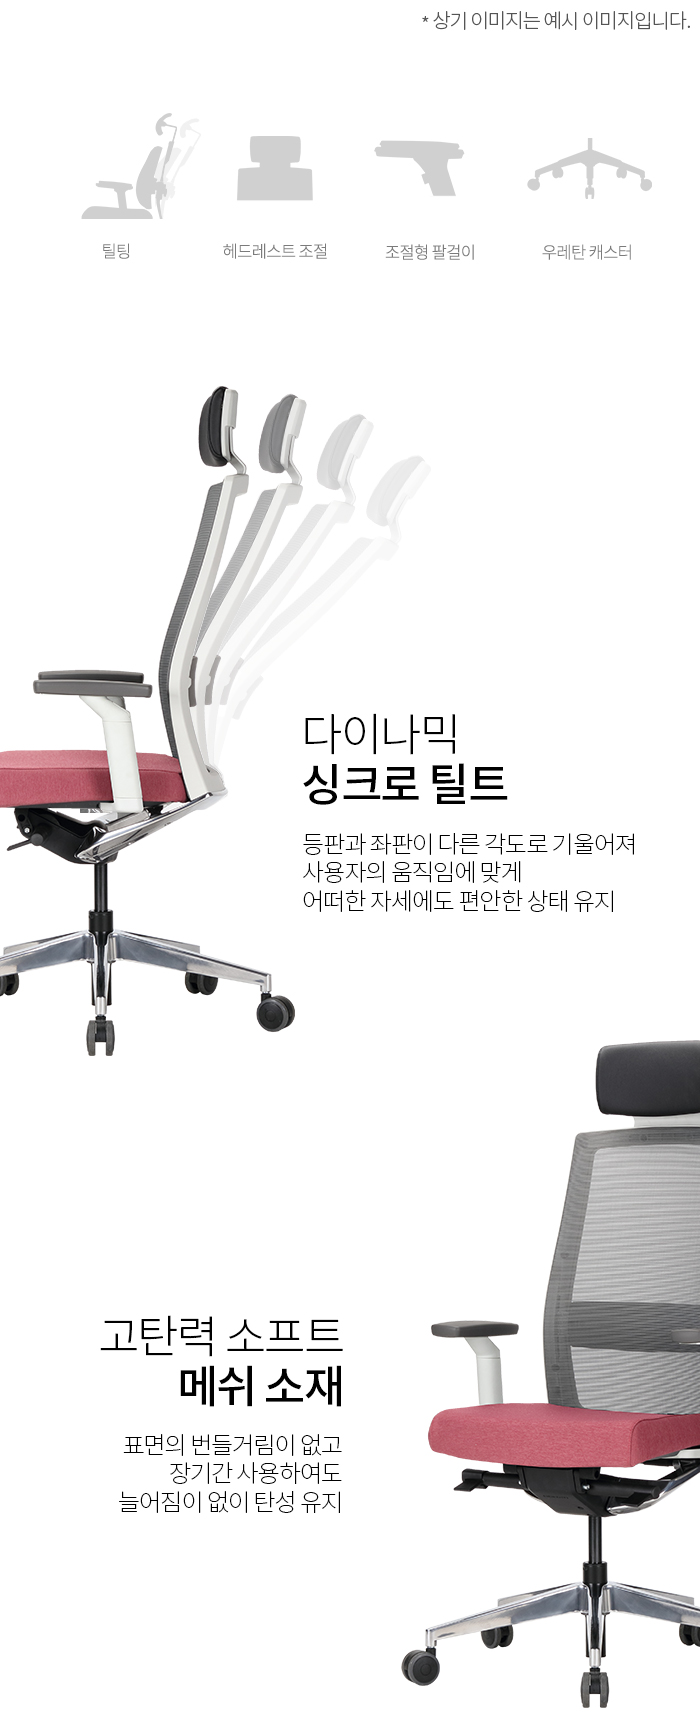 * 상기 이미지는 예시 이미지입니다.
틸팅
헤드레스트 조절
조절형 팔걸이
우레탄 캐스터
다이나믹
싱크로 틸트
등판과 좌판이 다른 각도로 기울어져
사용자의 움직임에 맞게
어떠한 자세에도 편안한 상태 유지
고탄력 소프트
메쉬 소재
표면의 번들거림이 없고
장기간 사용하여도
늘어짐이 없이 탄성 유지